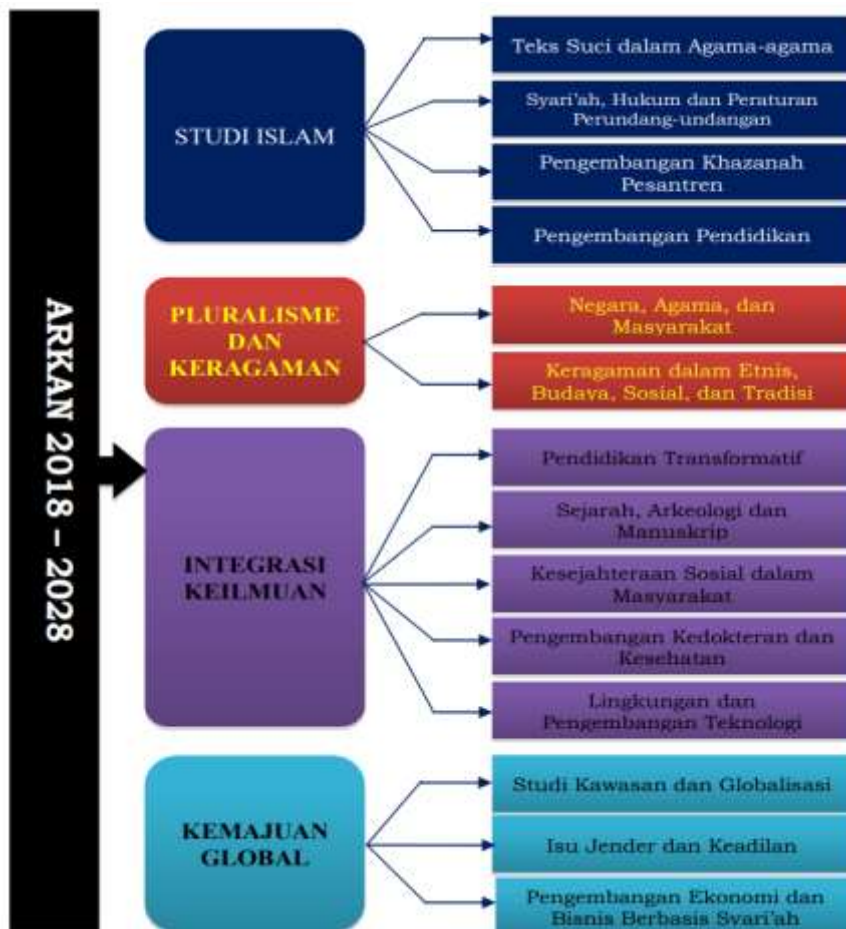 ARKAN 2018 – 2028
STUDI ISLAM
Teks Suci dalam Agama-agama
Syari'ah, Hukum dan Peraturan
Perundang-undangan
Pengembangan Khazanah
Pesantren
Pengembangan Pendidikan
PLURALISME
DAN
KERAGAMAN
Negara, Agama, dan
Masyarakat
Keragaman dalam Etnis,
Budaya, Sosial, dan Tradisi
INTEGRASI
KEILMUAN
Pendidikan Transformatif
Sejarah, Arkeologi dan
Manuskrip
Kesejahteraan Sosial dalam
Masyarakat
Pengembangan Kedokteran dan
Kesehatan
Lingkungan dan
Pengembangan Teknologi
KEMAJUAN
GLOBAL
Studi Kawasan dan Globalisasi
Isu Jender dan Keadilan
Pengembangan Ekonomi dan
Bisnis Berbasis Syari'ah